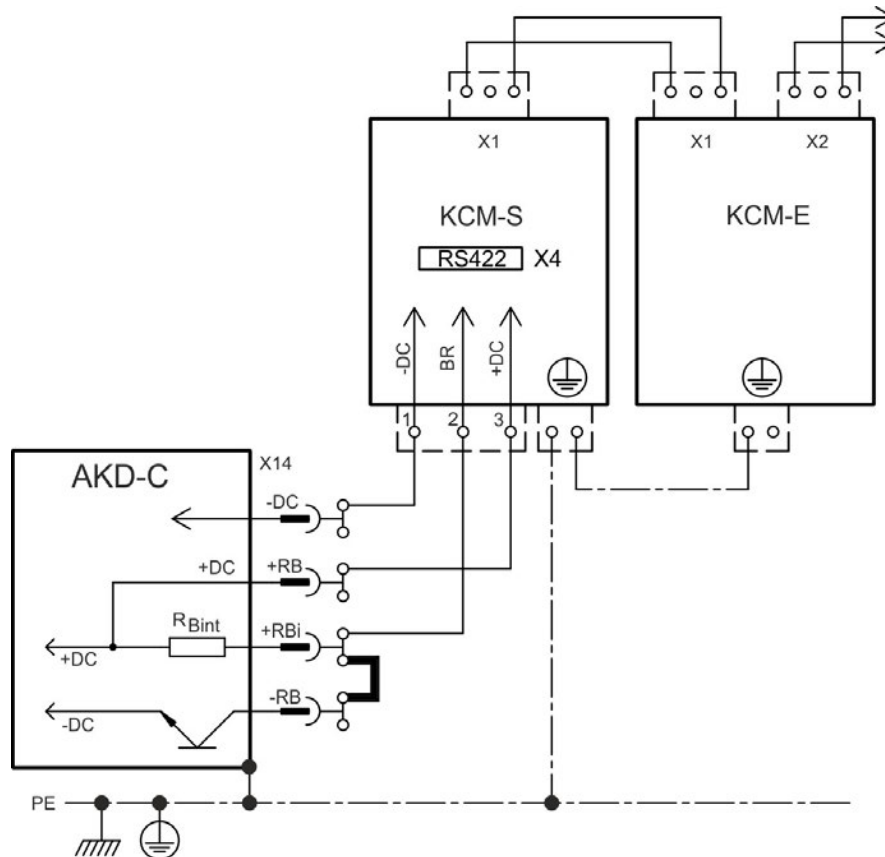 X1
X1
X2
KCM-S
KCM-E
RS422
X4
-DC
BR
+DC
1
2
3
AKD-C
X14
-DC
+DC
+RB
RBint
+RBi
+DC
-RB
-DC
PE